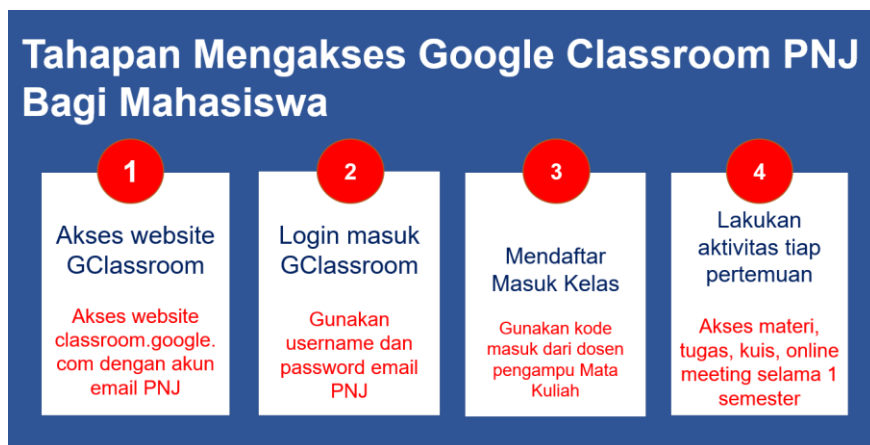 Tahapan Mengakses Google Classroom PNJ
Bagi Mahasiswa
1
Akses website
GClassroom
Akses website
classroom.google.
com dengan akun
email PNJ
2
Login masuk
GClassroom
Gunakan
username dan
password email
PNJ
3
Mendaftar
Masuk Kelas
Gunakan kode
masuk dari dosen
pengampu Mata
Kuliah
4
Lakukan
aktivitas tiap
pertemuan
Akses materi,
tugas, kuis, online
meeting selama 1
semester